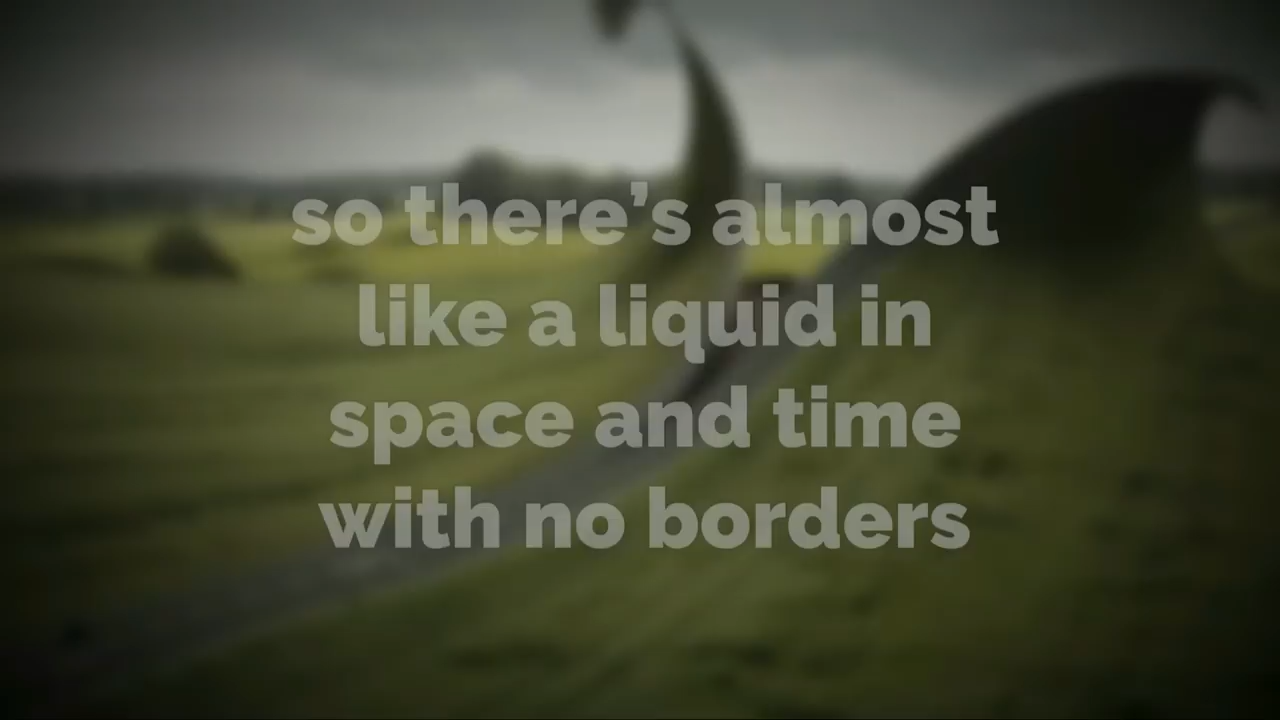 so there’s almost
like a liquid in
space and time
with no borders